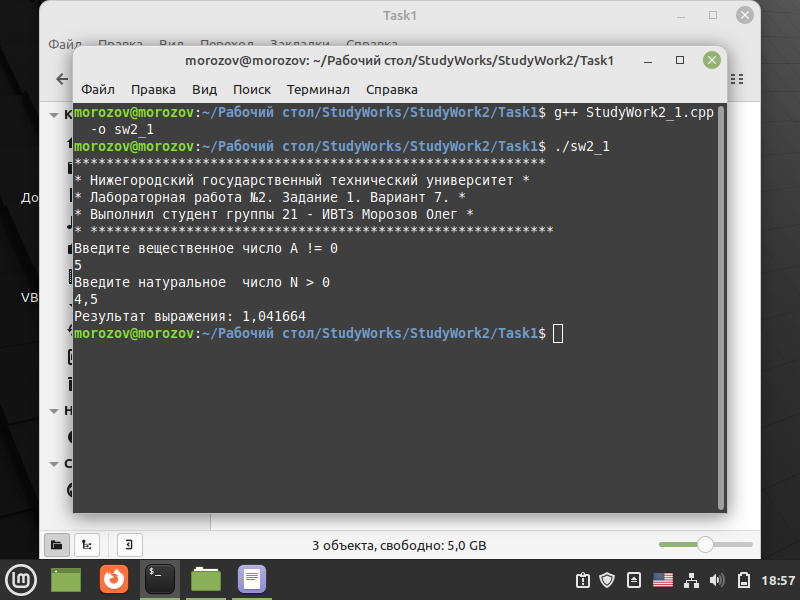 Task1
Файл Правка Вид Переход Закладки Справка
morozov@morozov: ~/Рабочий стол/StudyWorks/StudyWork2/Task1
Файл Правка Вид Поиск Терминал Справка
morozov@morozov:~/Рабочий стол/StudyWorks/StudyWork2/Task1$ g++ StudyWork2_1.cpp
-o sw2_1
morozov@morozov:~/Рабочий стол/StudyWorks/StudyWork2/Task1$ ./sw2_1
***********************************************************
* Нижегородский государственный технический университет *
* Лабораторная работа №2. Задание 1. Вариант 7. *
* Выполнил студент группы 21 - ИВТз Морозов Олег *
* **********************************************************
Введите вещественное число A != 0
5
Введите натуральное  число N > 0
4,5
Результат выражения: 1,041664
morozov@morozov:~/Рабочий стол/StudyWorks/StudyWork2/Task1$
До
VB
К
Н
С
3 объекта, свободно: 5,0 GB
18:57